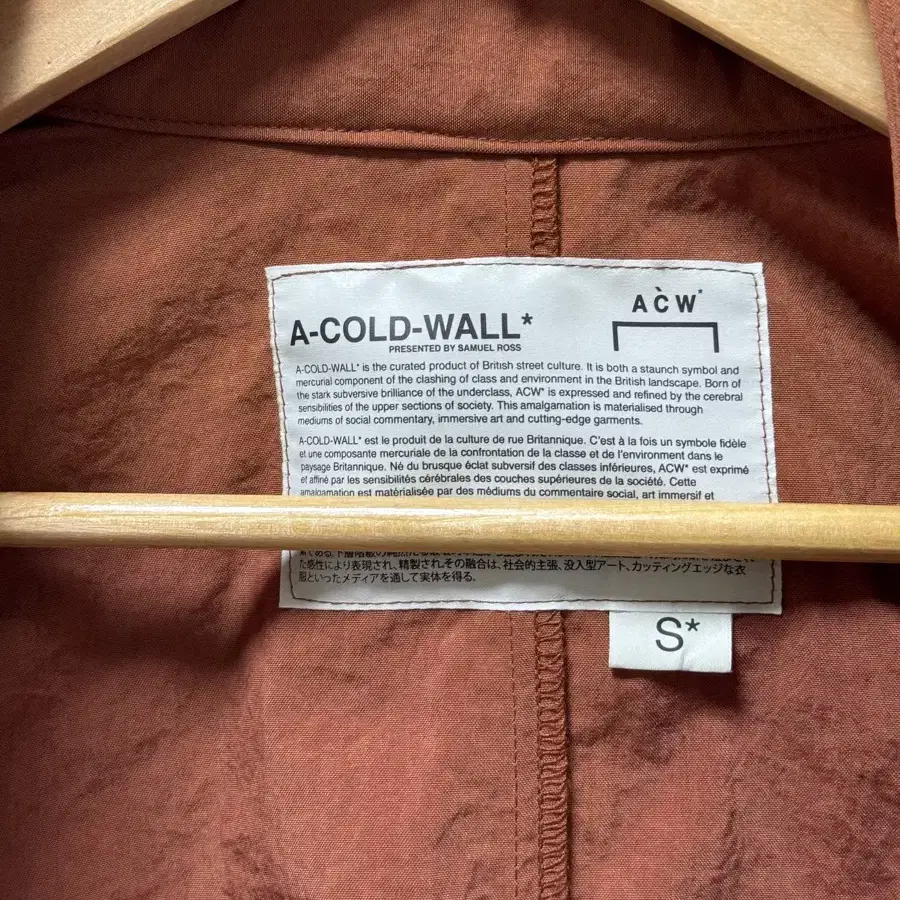 A-COLD-WALL*
PRESENTED BY SAMUEL ROSS
ÀCW*
A-COLD-WALL* is the curated product of British street culture. It is both a staunch symbol and
mercurial component of the clashing of class and environment in the British landscape. Born of
the stark subversive brilliance of the underclass, ACW* is expressed and refined by the cerebral
sensibilities of the upper sections of society. This amalgamation is materialised through
mediums of social commentary, immersive art and cutting-edge garments.
A-COLD-WALL* est le produit de la culture de rue Britannique. C'est à la fois un symbole fidèle
et une composante mercuriale de la confrontation de la classe et de l'environnement dans le
paysage Britannique. Né du brusque éclat subversif des classes inférieures, ACW* est exprimé
et affiné par les sensibilités cérébrales des couches supérieures de la société. Cette
amalgamation est matérialisée par des médiums du commentaire social, art immersif et
た感性により表現され、精製されその融合は、社会的主張、没入型アート、カッティングエッジな衣
服といったメディアを通して実体を得る。
S*